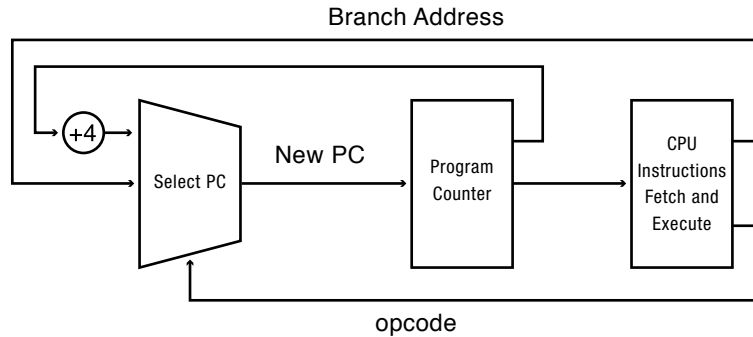 Branch Address
+4
Select PC
New PC
Program
Counter
CPU
Instructions
Fetch and
Execute
opcode